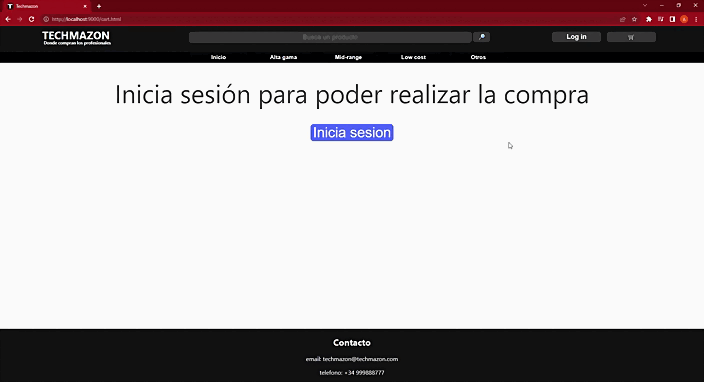 Techmazon
http://localhost:9000/cart.html
TECHMAZON
Donde compran los profesionales
Busca un producto
Log in
Inicio
Alta gama
Mid-range
Low cost
Otros
Inicia sesión para poder realizar la compra
Inicia sesion
Contacto
email: techmazon@techmazon.com
telefono: +34 999888777